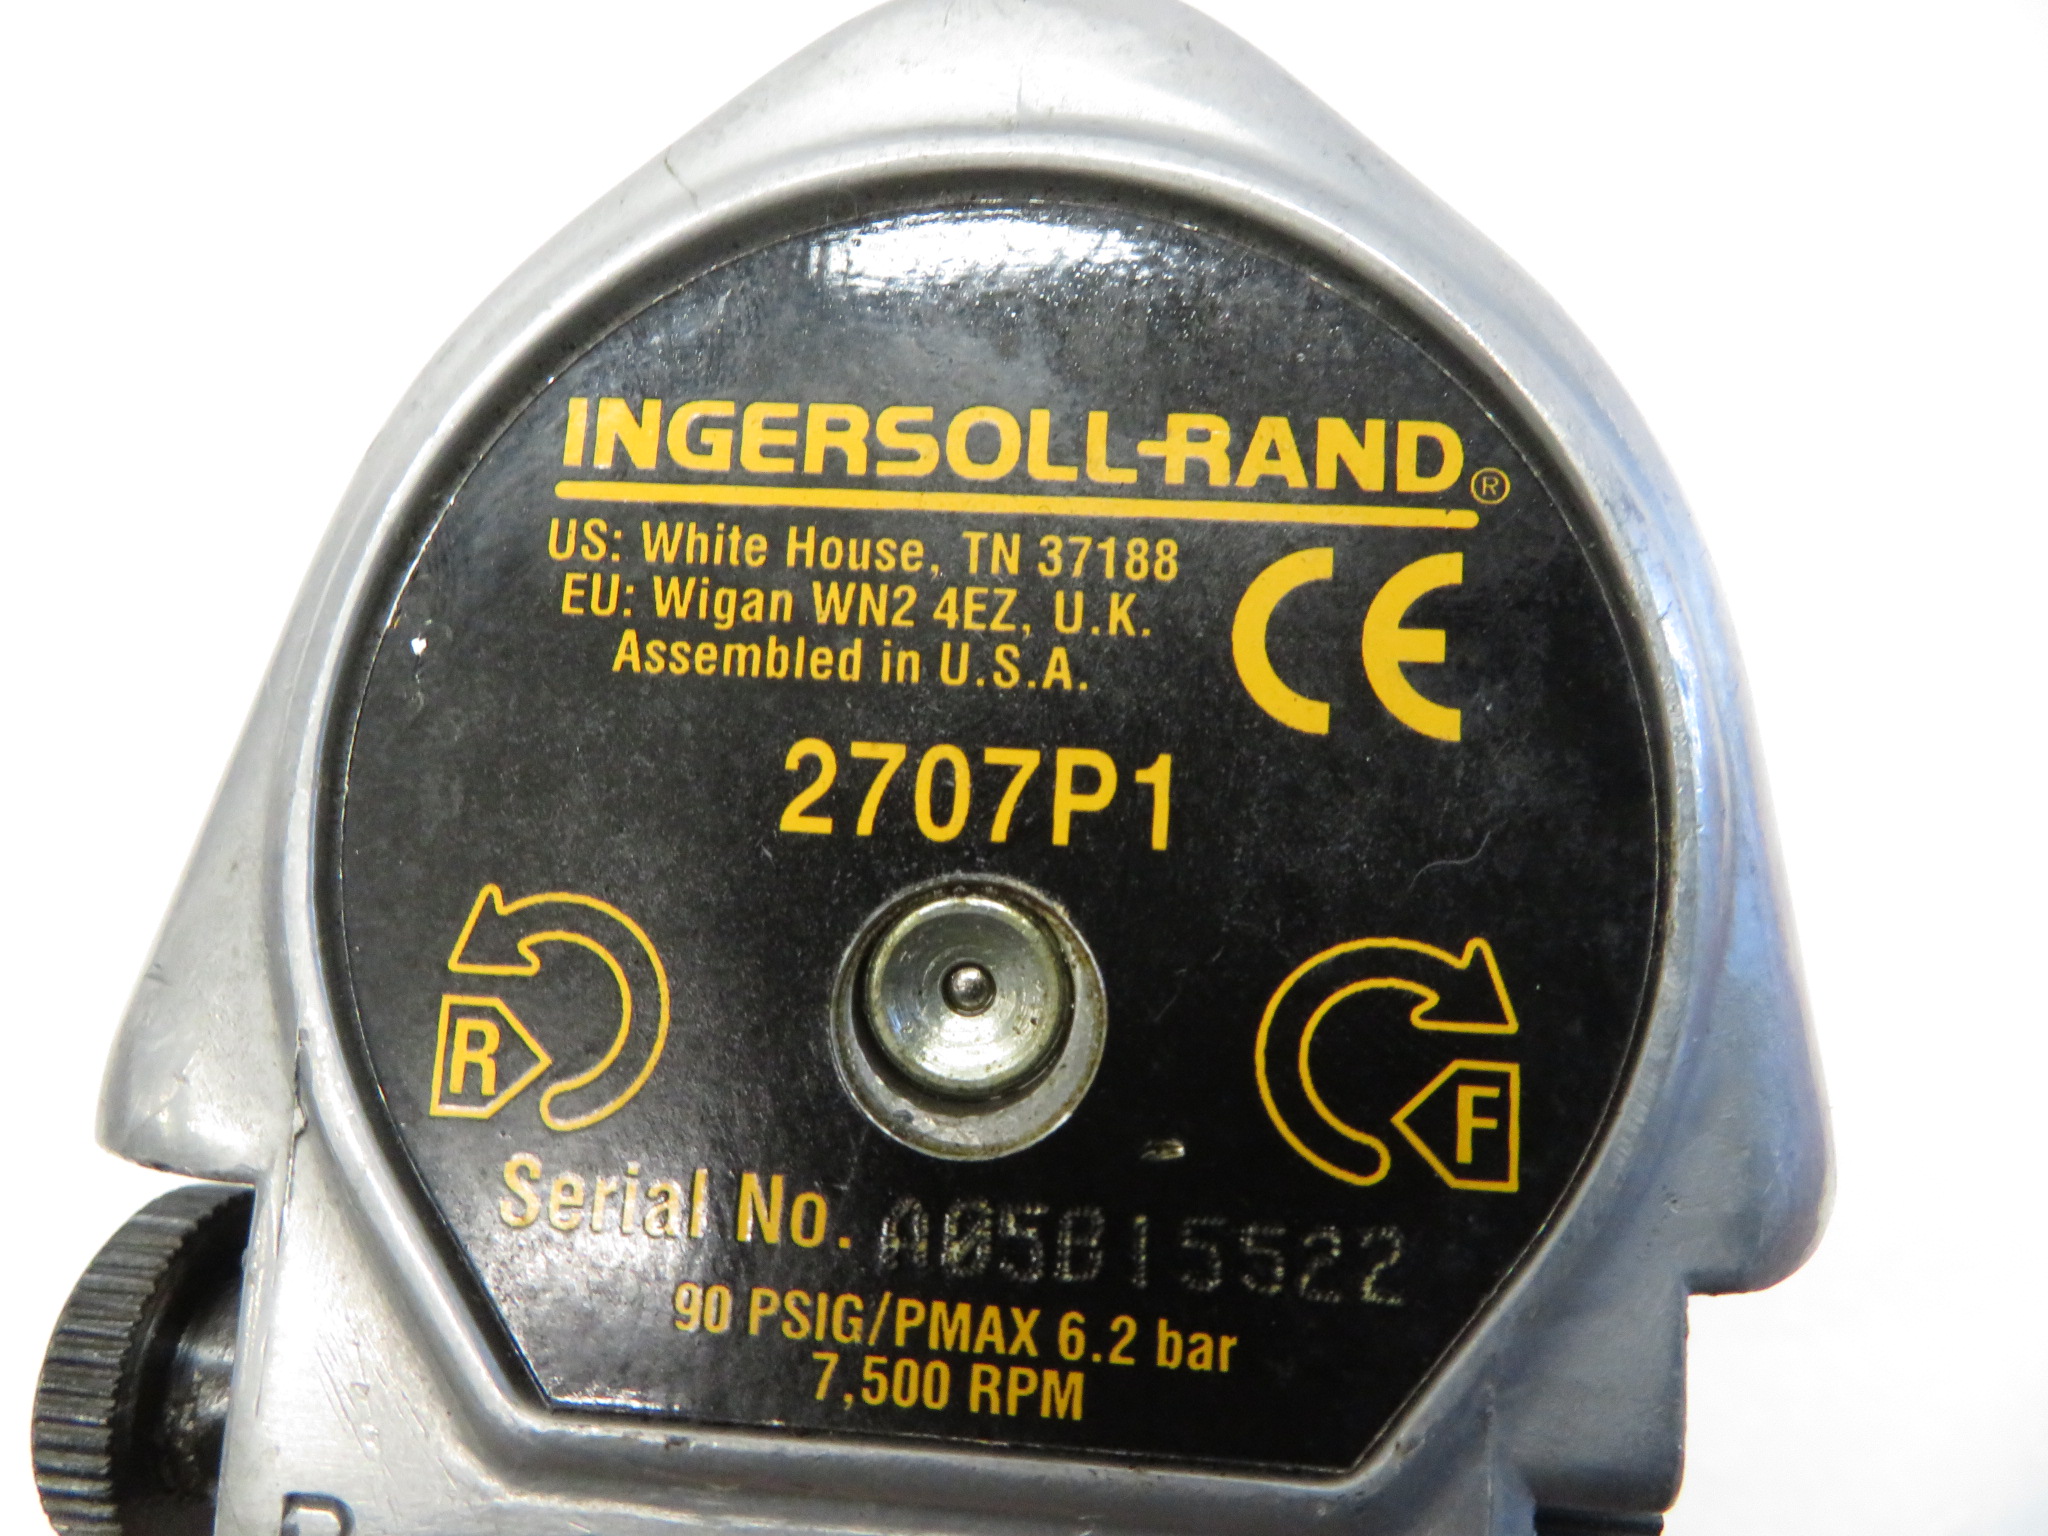 INGERSOLL-RAND®
US: White House, TN 37188
EU: Wigan WN2 4EZ, U.K.
Assembled in U.S.A.
CE
2707P1
R
F
Serial No. A05B15522
90 PSIG/PMAX 6.2 bar
7,500 RPM